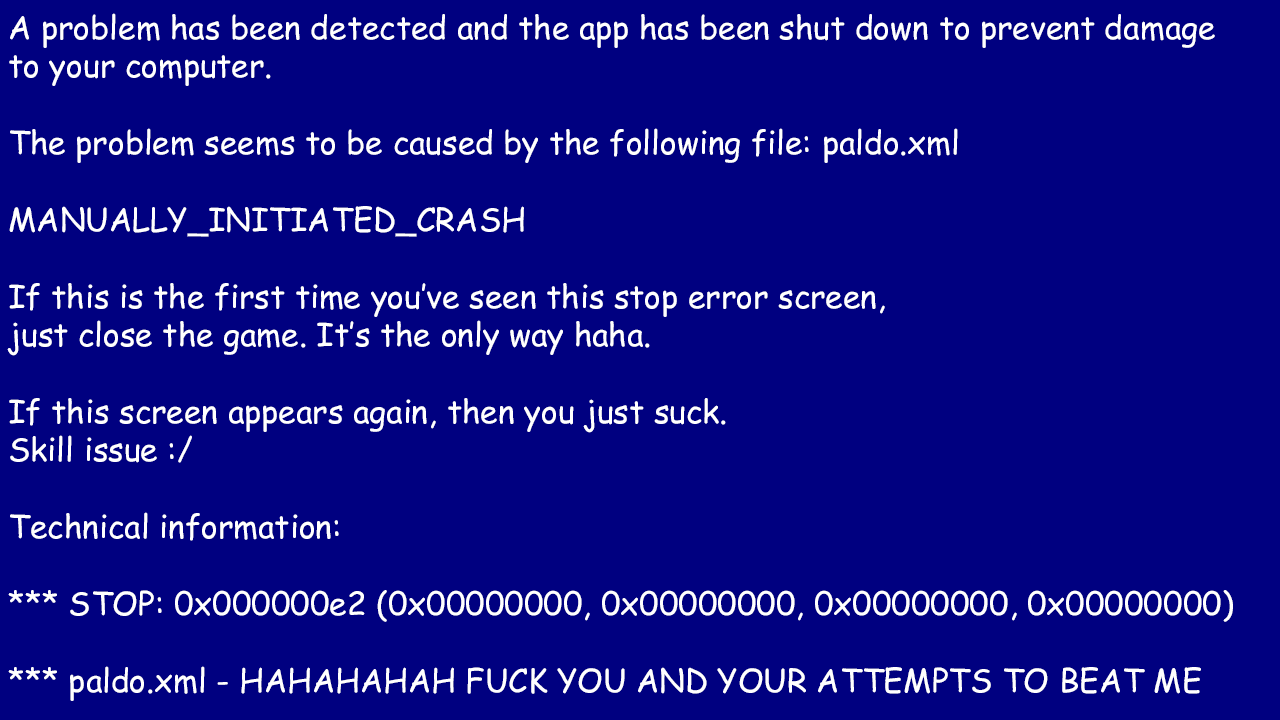 A problem has been detected and the app has been shut down to prevent damage
to your computer.
The problem seems to be caused by the following file: paldo.xml
MANUALLY_INITIATED_CRASH
If this is the first time you've seen this stop error screen,
just close the game. It's the only way haha.
If this screen appears again, then you just suck.
Skill issue :/
Technical information:
*** STOP: 0x000000e2 (0x00000000, 0x00000000, 0x00000000, 0x00000000)
*** paldo.xml - HAHAHAHAH FUCK YOU AND YOUR ATTEMPTS TO BEAT ME